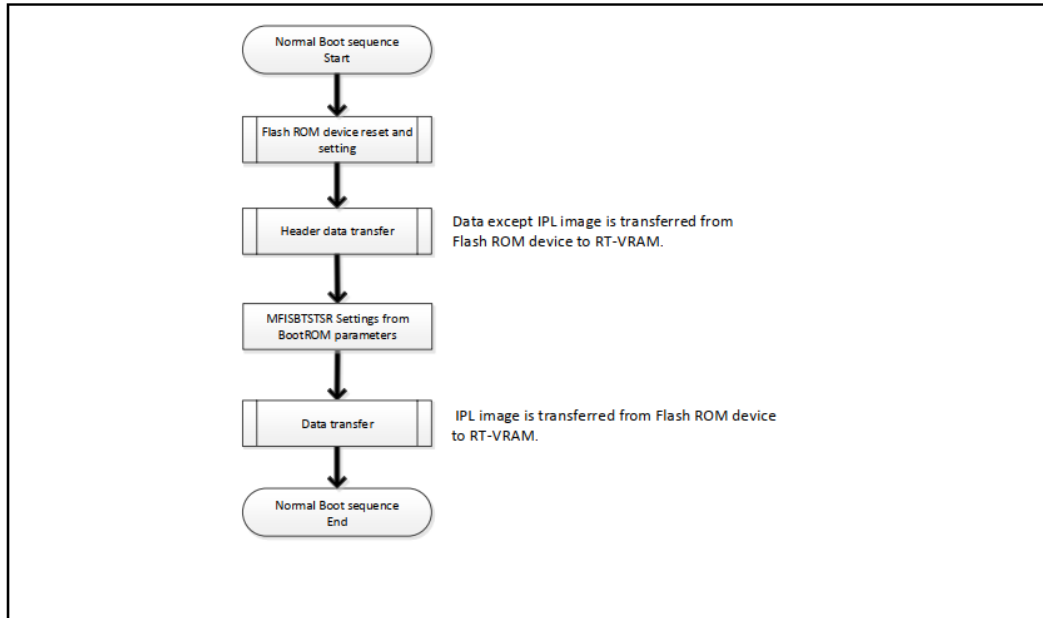 Normal Boot sequence
Start
Flash ROM device reset and
setting
Header data transfer
Data except IPL image is transferred from
Flash ROM device to RT-VRAM.
MFISBTSTSR Settings from
BootROM parameters
Data transfer
IPL image is transferred from Flash ROM device
to RT-VRAM.
Normal Boot sequence
End